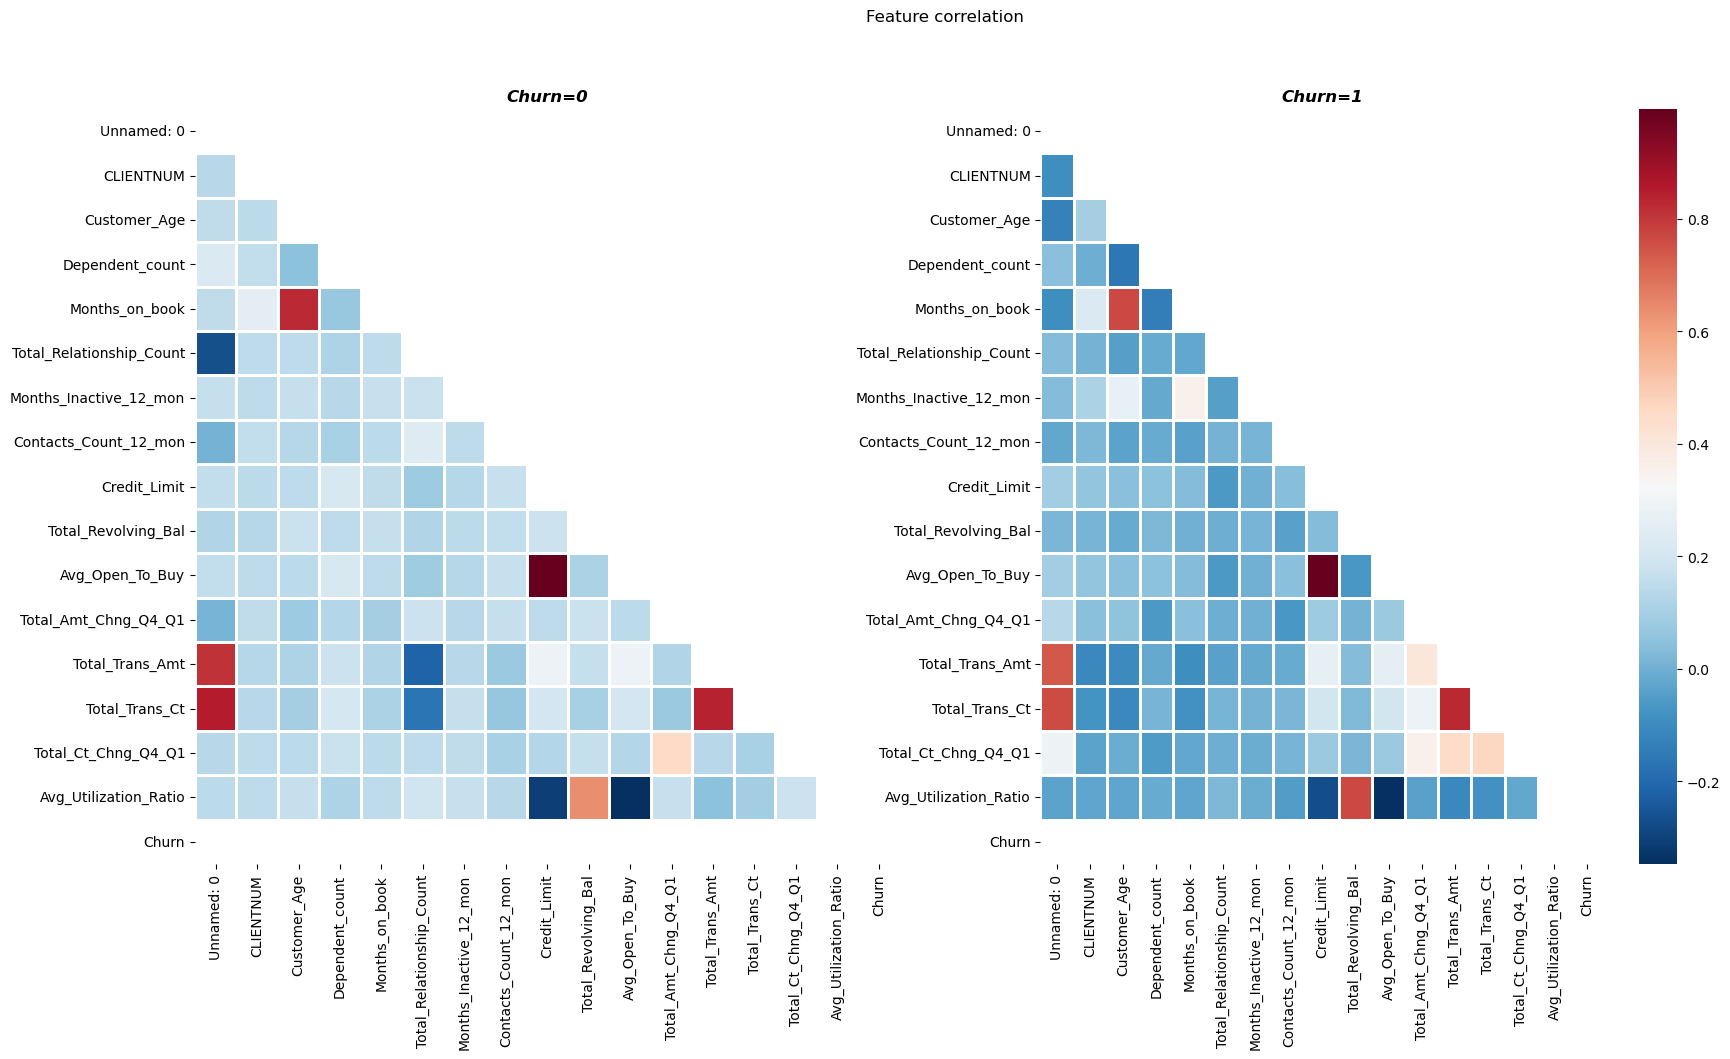 Feature correlation
Churn=0
Unnamed: 0
CLIENTNUM
Customer_Age
Dependent_count
Months_on_book
Total_Relationship_Count
Months_Inactive_12_mon
Contacts_Count_12_mon
Credit_Limit
Total_Revolving_Bal
Avg_Open_To_Buy
Total_Amt_Chng_Q4_Q1
Total_Trans_Amt
Total_Trans_Ct
Total_Ct_Chng_Q4_Q1
Avg_Utilization_Ratio
Churn
Unnamed: 0
CLIENTNUM
Customer_Age
Dependent_count
Months_on_book
Total_Relationship_Count
Months_Inactive_12_mon
Contacts_Count_12_mon
Credit_Limit
Total_Revolving_Bal
Avg_Open_To_Buy
Total_Amt_Chng_Q4_Q1
Total_Trans_Amt
Total_Trans_Ct
Total_Ct_Chng_Q4_Q1
Avg_Utilization_Ratio
Churn
Churn=1
Unnamed: 0
CLIENTNUM
Customer_Age
Dependent_count
Months_on_book
Total_Relationship_Count
Months_Inactive_12_mon
Contacts_Count_12_mon
Credit_Limit
Total_Revolving_Bal
Avg_Open_To_Buy
Total_Amt_Chng_Q4_Q1
Total_Trans_Amt
Total_Trans_Ct
Total_Ct_Chng_Q4_Q1
Avg_Utilization_Ratio
Churn
Unnamed: 0
CLIENTNUM
Customer_Age
Dependent_count
Months_on_book
Total_Relationship_Count
Months_Inactive_12_mon
Contacts_Count_12_mon
Credit_Limit
Total_Revolving_Bal
Avg_Open_To_Buy
Total_Amt_Chng_Q4_Q1
Total_Trans_Amt
Total_Trans_Ct
Total_Ct_Chng_Q4_Q1
Avg_Utilization_Ratio
Churn
0.8
0.6
0.4
0.2
0.0
−0.2